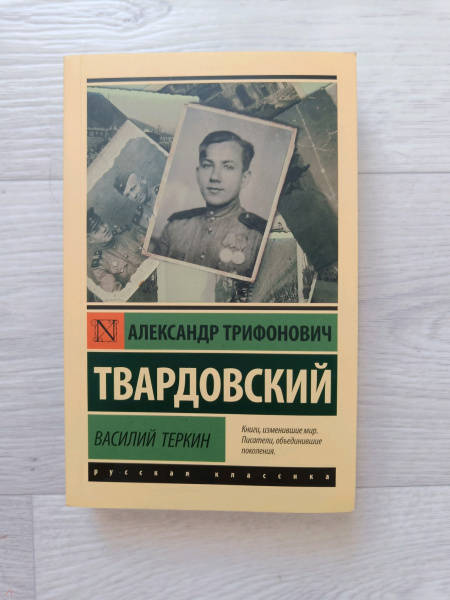 N АЛЕКСАНДР ТРИФОНОВИЧ
ТВАРДОВСКИЙ
ВАСИЛИЙ ТЕРКИН
Книги, изменившие мир.
Писатели, объединившие
поколения.
русская классика